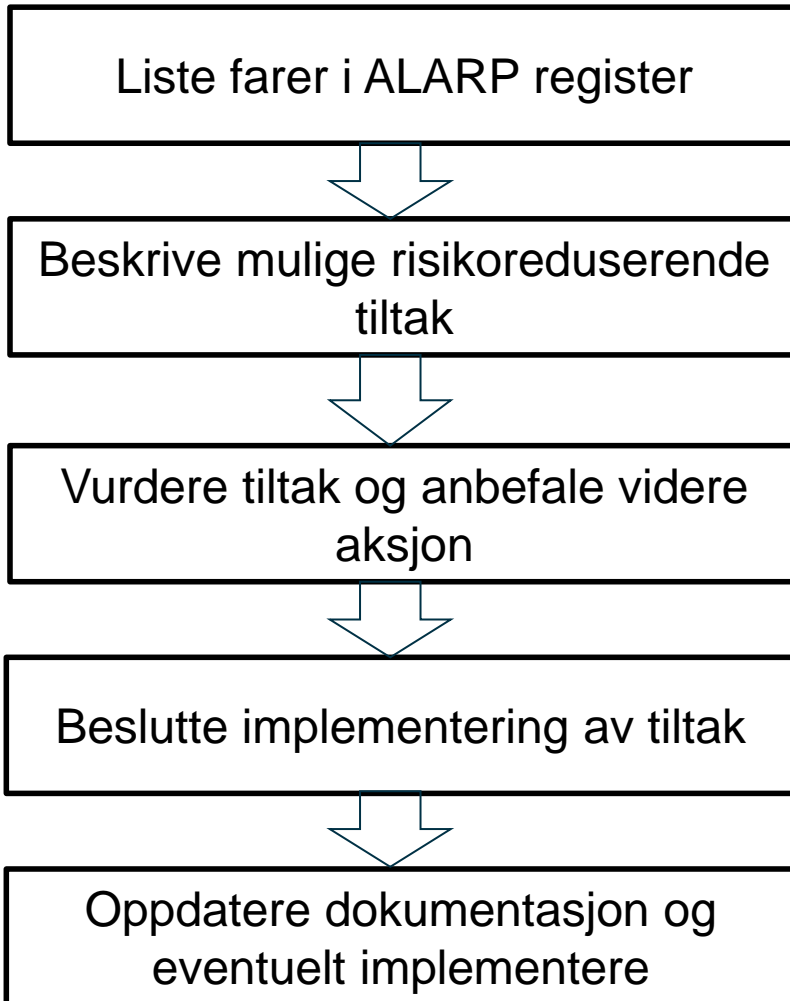 Liste farer i ALARP register
Beskrive mulige risikoreduserende
tiltak
Vurdere tiltak og anbefale videre
aksjon
Beslutte implementering av tiltak
Oppdatere dokumentasjon og
eventuelt implementere